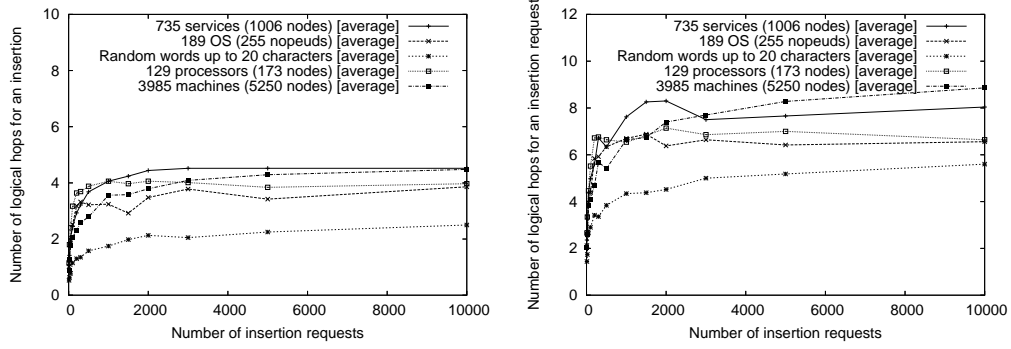 Number of logical hops for an insertion
10
8
6
4
2
0
735 services (1006 nodes) [average]
189 OS (255 nopeuds) [average]
Random words up to 20 characters [average]
129 processors (173 nodes) [average]
3985 machines (5250 nodes) [average]
0 2000 4000 6000 8000 10000
Number of insertion requests
Number of logical hops for an insertion request
12
10
8
6
4
2
0
735 services (1006 nodes) [average]
189 OS (255 nopeuds) [average]
Random words up to 20 characters [average]
129 processors (173 nodes) [average]
3985 machines (5250 nodes) [average]
0 2000 4000 6000 8000 10000
Number of insertion requests